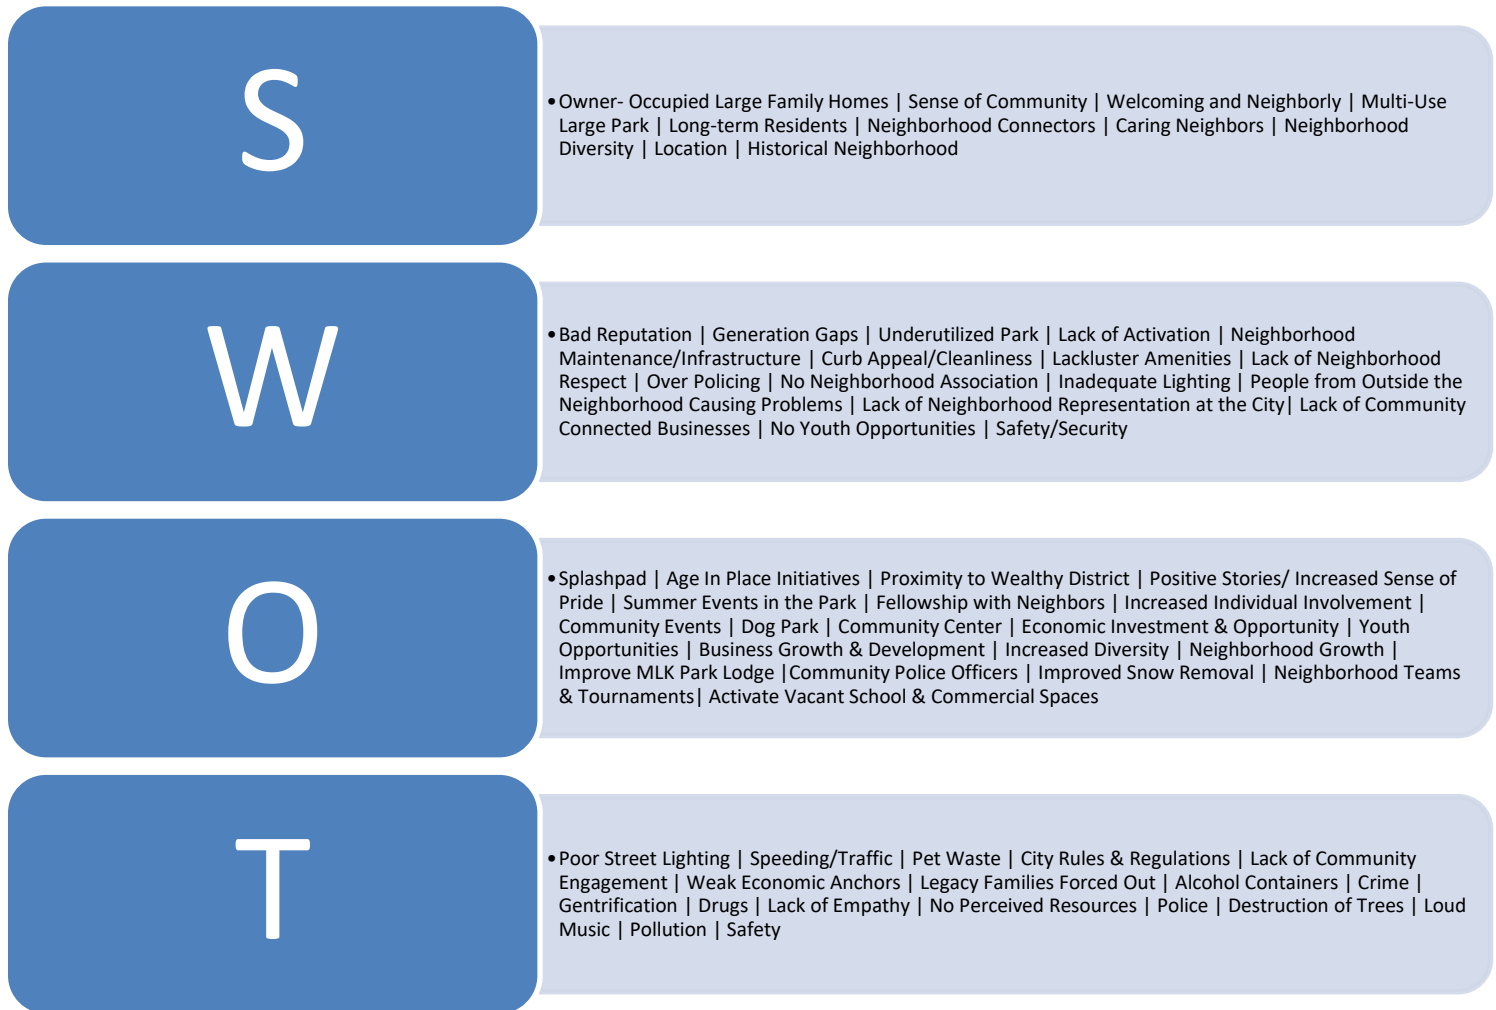 S
•Owner- Occupied Large Family Homes | Sense of Community | Welcoming and Neighborly | Multi-Use
Large Park | Long-term Residents | Neighborhood Connectors | Caring Neighbors | Neighborhood
Diversity | Location | Historical Neighborhood
W
•Bad Reputation | Generation Gaps | Underutilized Park | Lack of Activation | Neighborhood
Maintenance/Infrastructure | Curb Appeal/Cleanliness | Lackluster Amenities | Lack of Neighborhood
Respect | Over Policing | No Neighborhood Association | Inadequate Lighting | People from Outside the
Neighborhood Causing Problems | Lack of Neighborhood Representation at the City| Lack of Community
Connected Businesses | No Youth Opportunities | Safety/Security
O
•Splashpad | Age In Place Initiatives | Proximity to Wealthy District | Positive Stories/ Increased Sense of
Pride | Summer Events in the Park | Fellowship with Neighbors | Increased Individual Involvement |
Community Events | Dog Park | Community Center | Economic Investment & Opportunity | Youth
Opportunities | Business Growth & Development | Increased Diversity | Neighborhood Growth |
Improve MLK Park Lodge |Community Police Officers | Improved Snow Removal | Neighborhood Teams
& Tournaments| Activate Vacant School & Commercial Spaces
T
•Poor Street Lighting | Speeding/Traffic | Pet Waste | City Rules & Regulations | Lack of Community
Engagement | Weak Economic Anchors | Legacy Families Forced Out | Alcohol Containers | Crime |
Gentrification | Drugs | Lack of Empathy | No Perceived Resources | Police | Destruction of Trees | Loud
Music | Pollution | Safety